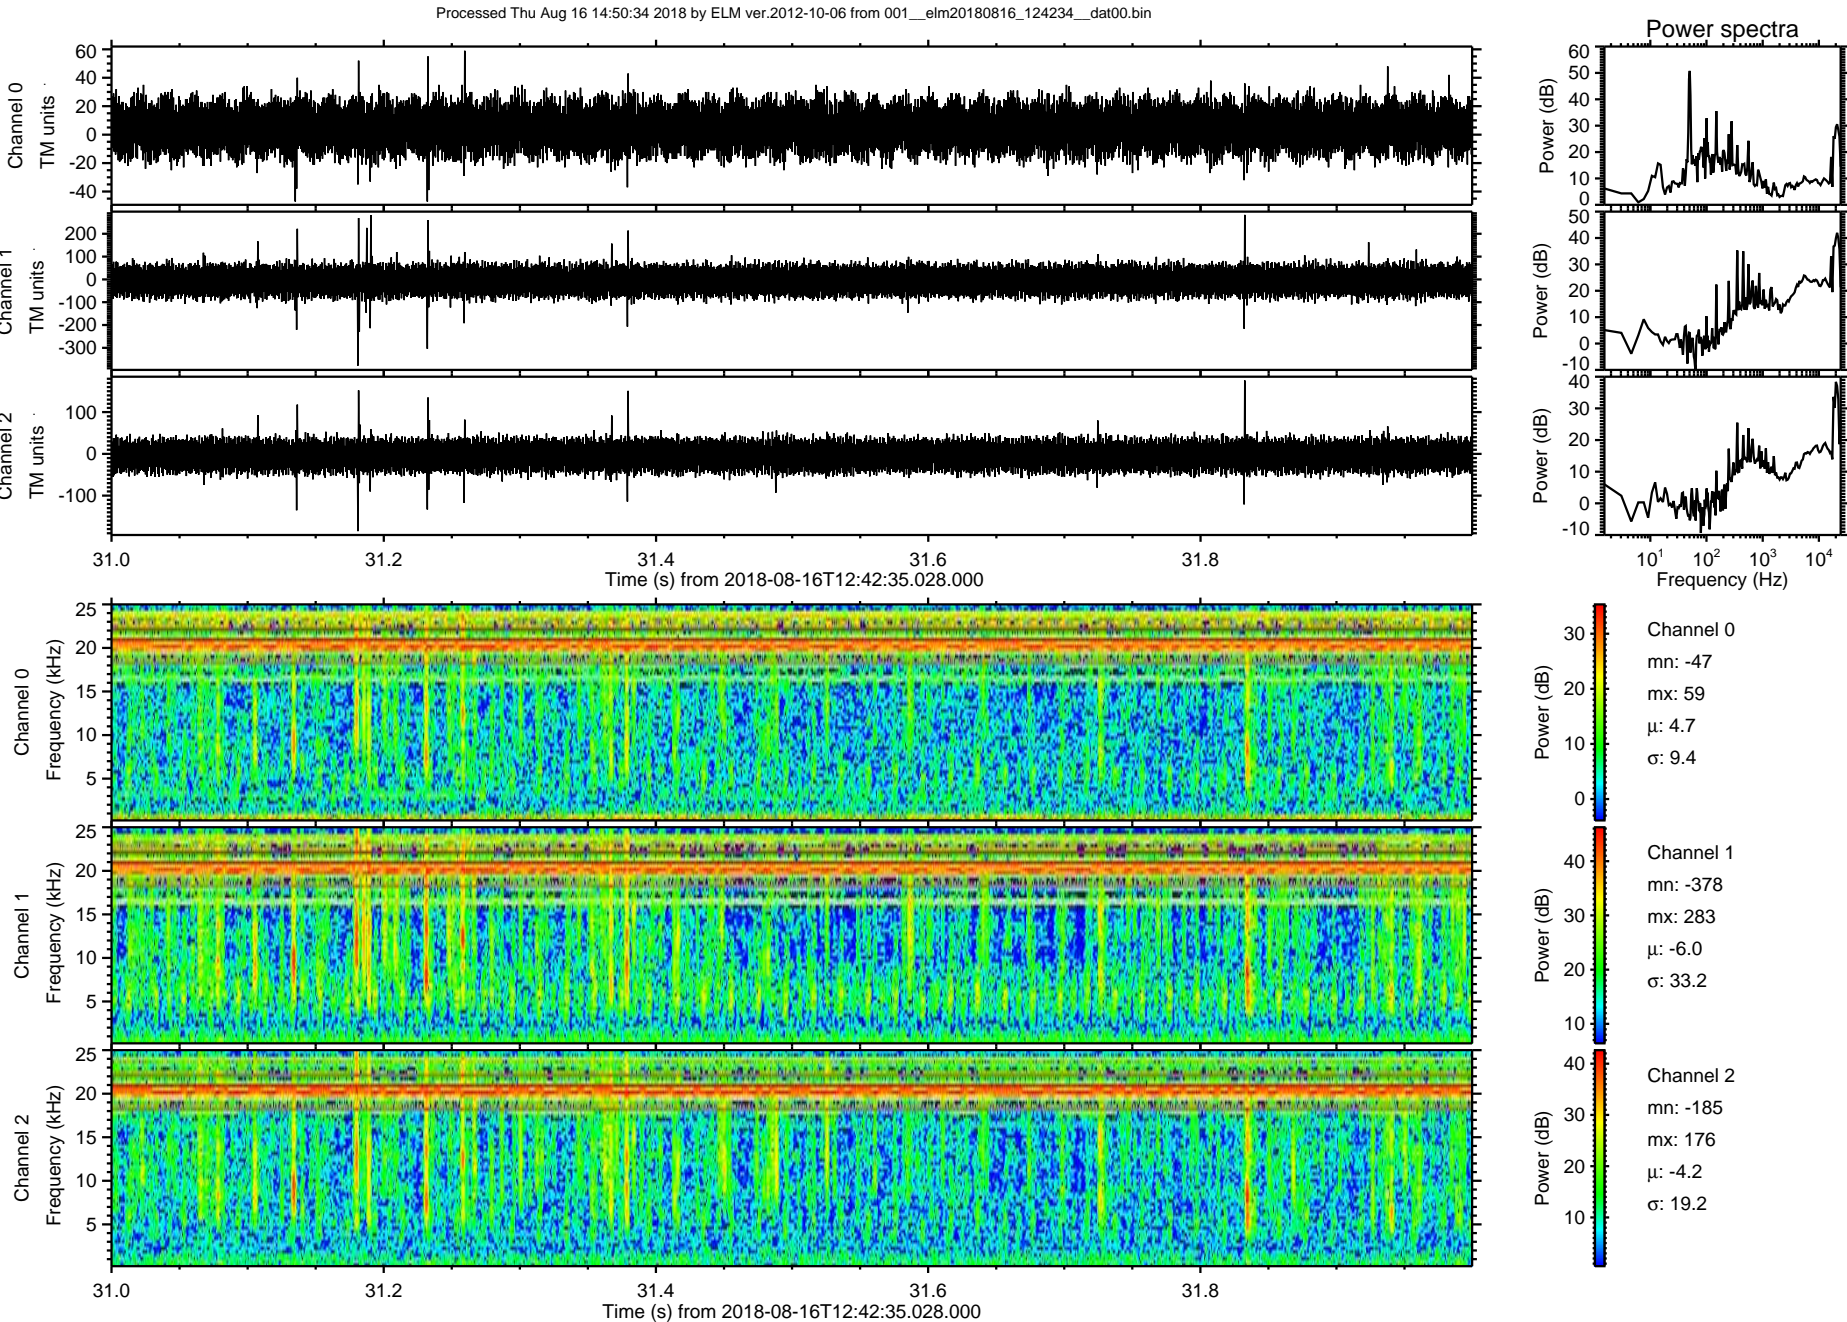 Processed Thu Aug 16 14:50:34 2018 by ELM ver.2012-10-06 from 001__elm20180816_124234__dat00.bin
Power spectra
Channel 0
TM units
60
40
20
0
-20
-40
Power (dB)
60
50
40
30
20
10
0
Channel 1
TM units
200
100
0
-100
-200
-300
Power (dB)
50
40
30
20
10
0
-10
Channel 2
TM units
100
0
-100
Power (dB)
40
30
20
10
0
-10
31.0 31.2 31.4 31.6 31.8
Time (s) from 2018-08-16T12:42:35.028.000
10^1 10^2 10^3 10^4
Frequency (Hz)
Channel 0
Frequency (kHz)
25
20
15
10
5
Power (dB)
30
20
10
0
Channel 0
mn: -47
mx: 59
μ: 4.7
σ: 9.4
Channel 1
Frequency (kHz)
25
20
15
10
5
Power (dB)
40
30
20
10
Channel 1
mn: -378
mx: 283
μ: -6.0
σ: 33.2
Channel 2
Frequency (kHz)
25
20
15
10
5
Power (dB)
40
30
20
10
Channel 2
mn: -185
mx: 176
μ: -4.2
σ: 19.2
31.0 31.2 31.4 31.6 31.8
Time (s) from 2018-08-16T12:42:35.028.000